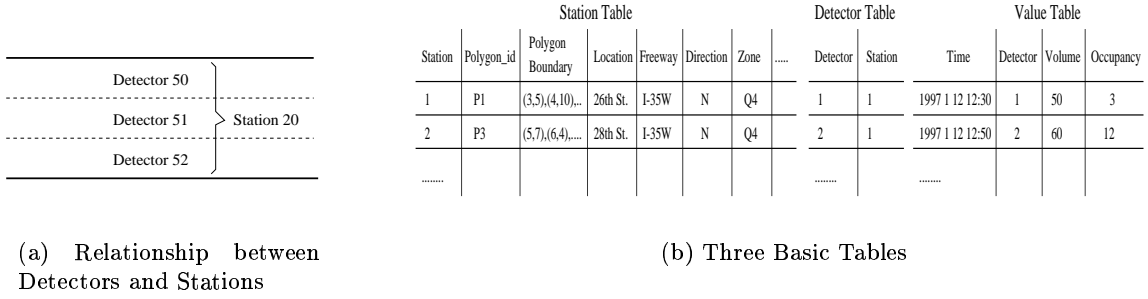 Detector 50
Detector 51
Station 20
Detector 52
(a) Relationship between
Detectors and Stations
Station Table
Station Polygon_id Polygon Boundary Location Freeway Direction Zone .....
1 P1 (3,5),(4,10),.. 26th St. I-35W N Q4
2 P3 (5,7),(6,4),.... 28th St. I-35W N Q4
........
Detector Table
Detector Station
1 1
2 1
........
Value Table
Time Detector Volume Occupancy
1997 1 12 12:30 1 50 3
1997 1 12 12:50 2 60 12
........
(b) Three Basic Tables